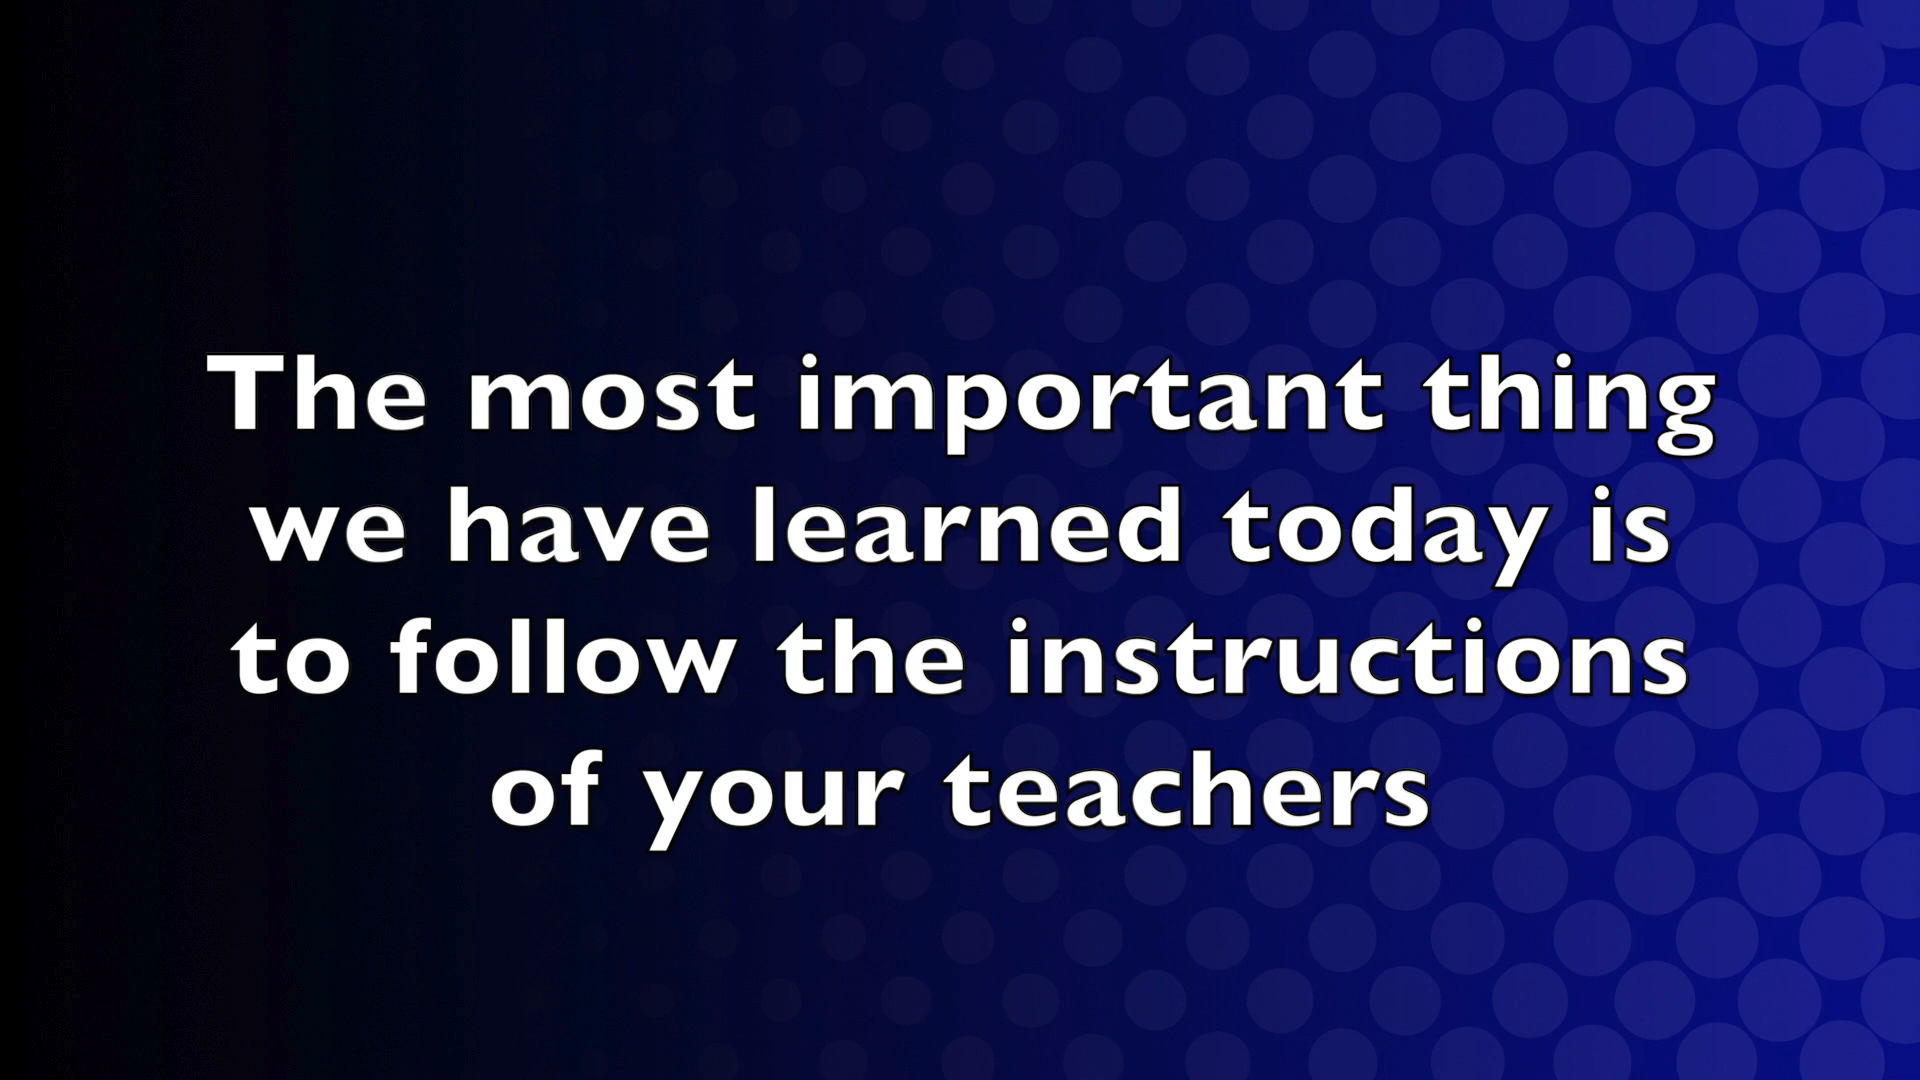 The most important thing
we have learned today is
to follow the instructions
of your teachers